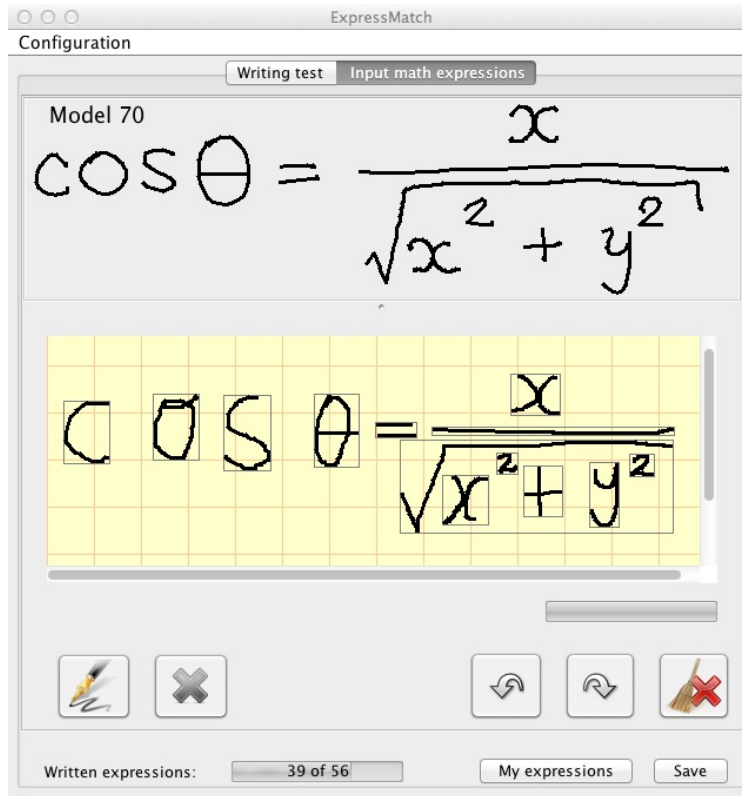 ExpressMatch
Configuration
Writing test Input math expressions
Model 70
cos θ = x / √(x² + y²)
cos θ = x / √(x² + y²)
Written expressions: 39 of 56 My expressions Save